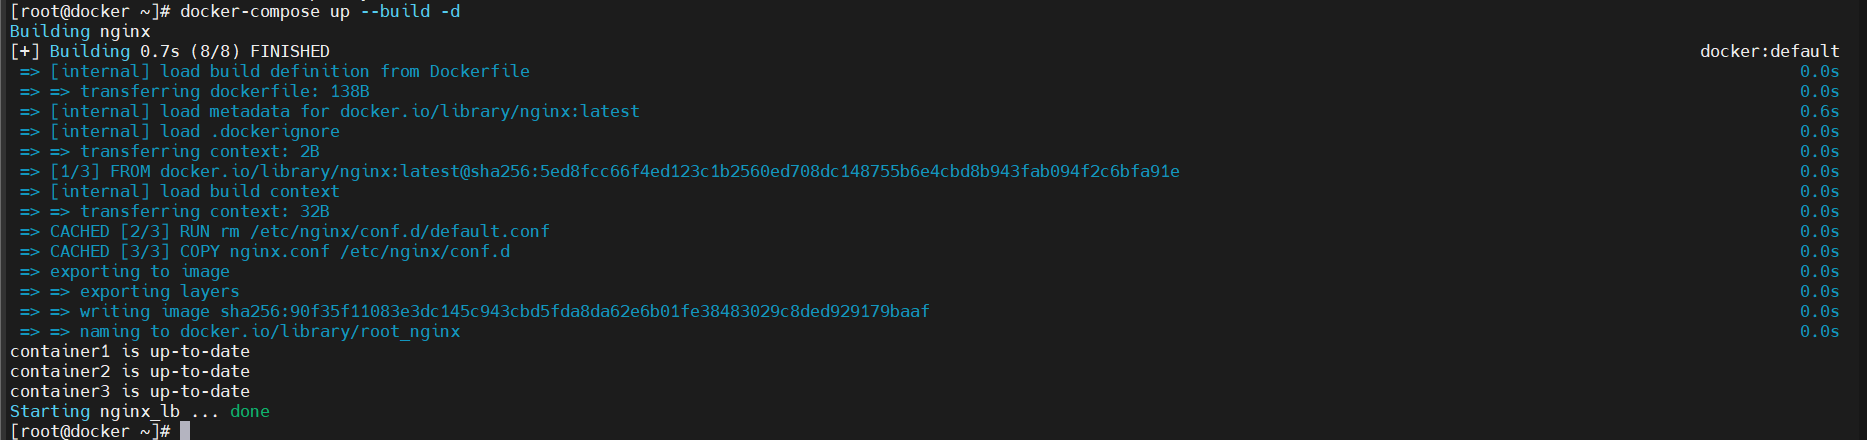 [root@docker ~]# docker-compose up --build -d
Building nginx
[+] Building 0.7s (8/8) FINISHED docker:default
=> [internal] load build definition from Dockerfile 0.0s
=> => transferring dockerfile: 138B 0.0s
=> [internal] load metadata for docker.io/library/nginx:latest 0.6s
=> [internal] load .dockerignore 0.0s
=> => transferring context: 2B 0.0s
=> [1/3] FROM docker.io/library/nginx:latest@sha256:5ed8fcc66f4ed123c1b2560ed708dc148755b6e4cbd8b943fab094f2c6bfa91e 0.0s
=> [internal] load build context 0.0s
=> => transferring context: 32B 0.0s
=> CACHED [2/3] RUN rm /etc/nginx/conf.d/default.conf 0.0s
=> CACHED [3/3] COPY nginx.conf /etc/nginx/conf.d 0.0s
=> exporting to image 0.0s
=> => exporting layers 0.0s
=> => writing image sha256:90f35f11083e3dc145c943cbd5fda8da62e6b01fe38483029c8ded929179baaf 0.0s
=> => naming to docker.io/library/root_nginx 0.0s
container1 is up-to-date
container2 is up-to-date
container3 is up-to-date
Starting nginx_lb ... done
[root@docker ~]#